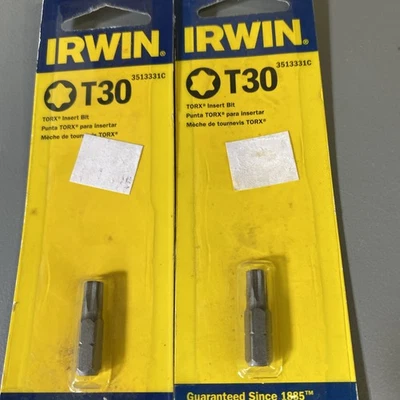 IRWIN.
3513331C
T30
TORX® Insert Bit
Punta TORX® para insertar
Mèche de tournevis TORX®
IRWIN.
3513331C
T30
TORX® Insert Bit
Punta TORX® para insertar
Mèche de tournevis TORX®
Guaranteed Since 1885™